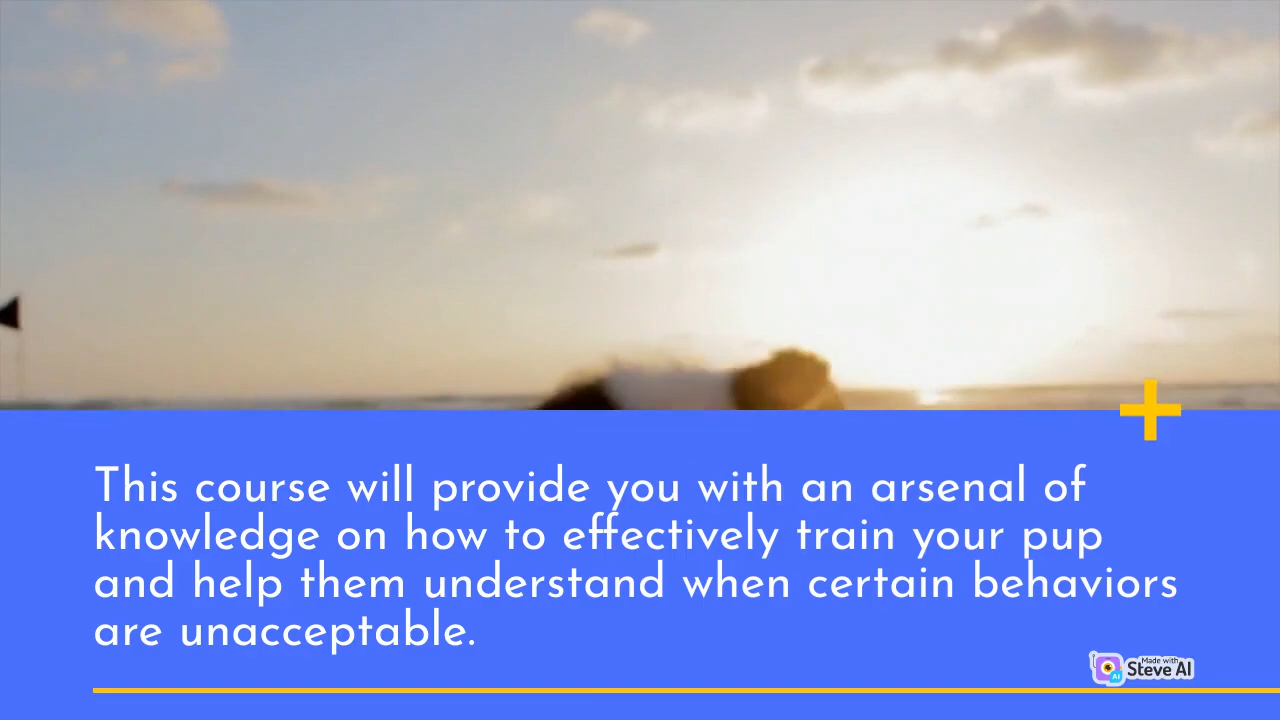 This course will provide you with an arsenal of
knowledge on how to effectively train your pup
and help them understand when certain behaviors
are unacceptable.
Made with
Steve AI
AI